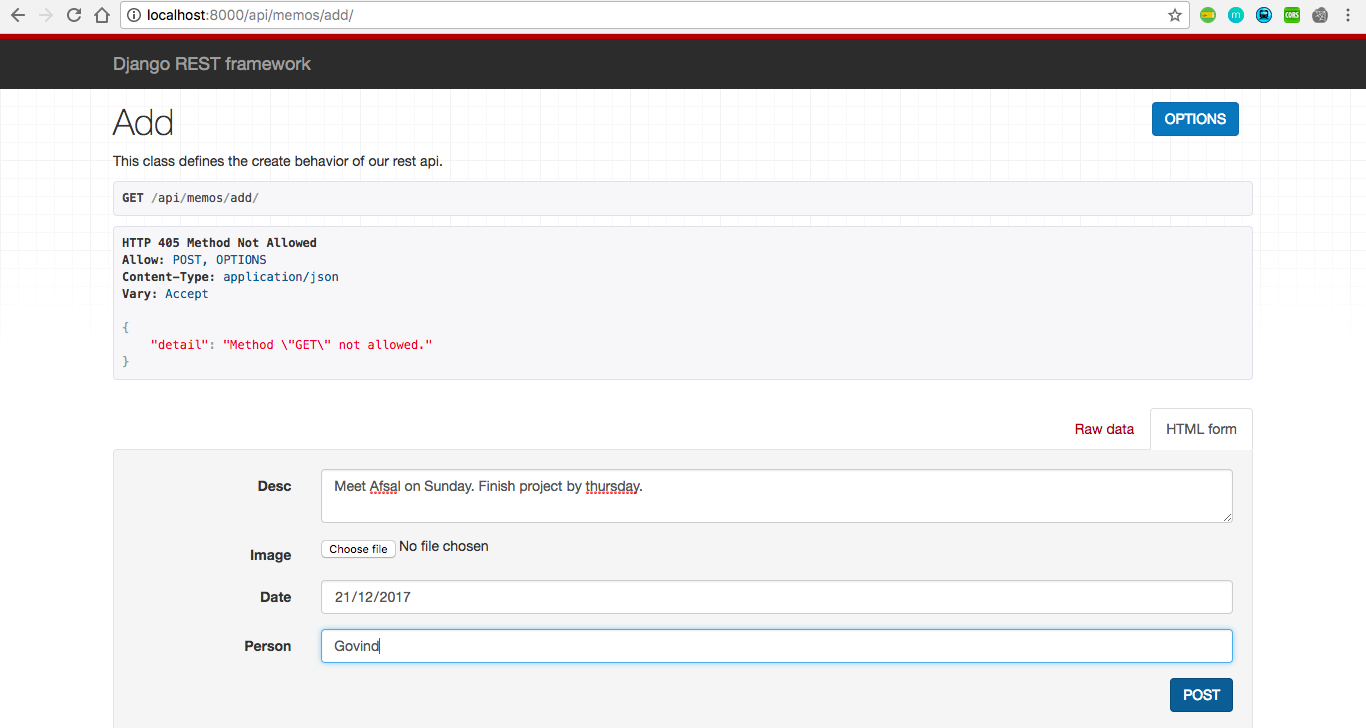 localhost:8000/api/memos/add/
m
CORS
Django REST framework
Add
OPTIONS
This class defines the create behavior of our rest api.
GET /api/memos/add/
HTTP 405 Method Not Allowed
Allow: POST, OPTIONS
Content-Type: application/json
Vary: Accept
{
"detail": "Method \"GET\" not allowed."
}
Raw data
HTML form
Desc
Meet Afsal on Sunday. Finish project by thursday.
Image
Choose file No file chosen
Date
21/12/2017
Person
Govind
POST